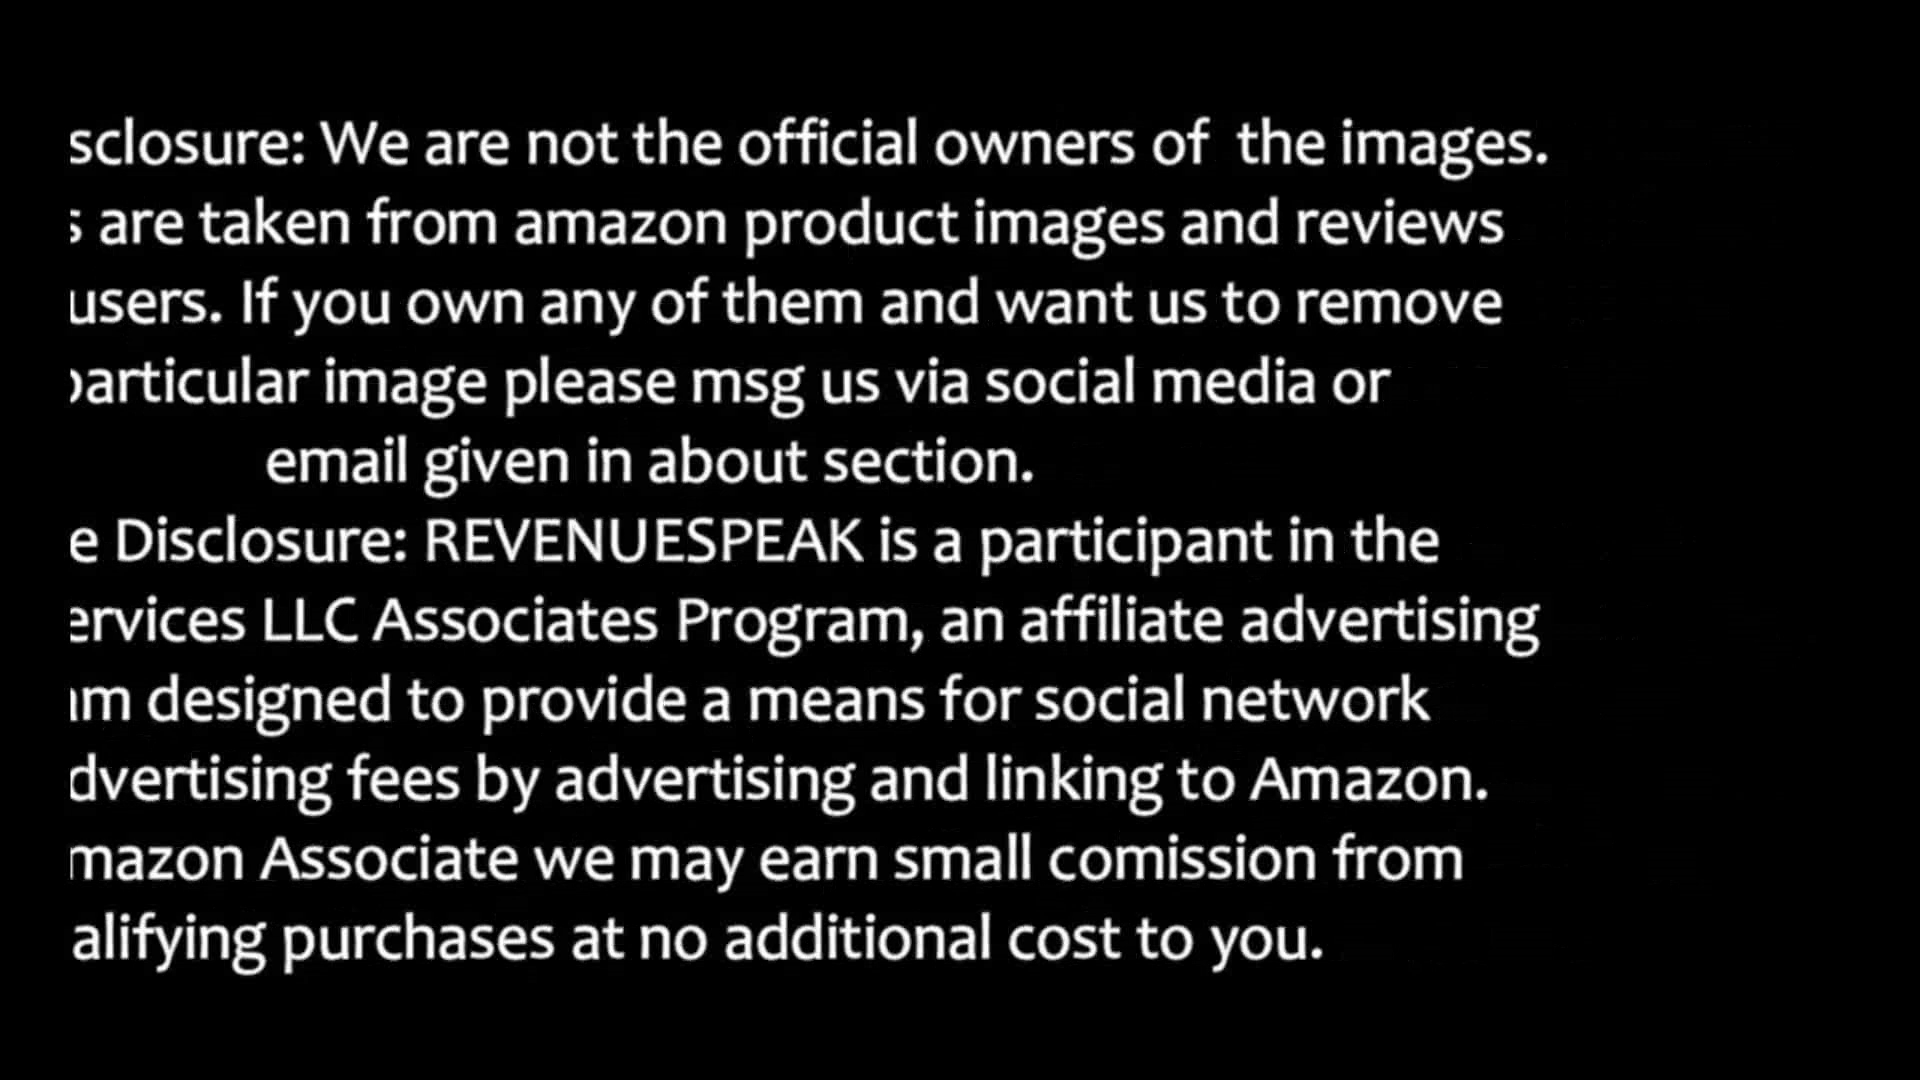 sclosure: We are not the official owners of the images.
s are taken from amazon product images and reviews
users. If you own any of them and want us to remove
particular image please msg us via social media or
email given in about section.
e Disclosure: REVENUESPEAK is a participant in the
ervices LLC Associates Program, an affiliate advertising
am designed to provide a means for social network
dvertising fees by advertising and linking to Amazon.
mazon Associate we may earn small comission from
alifying purchases at no additional cost to you.